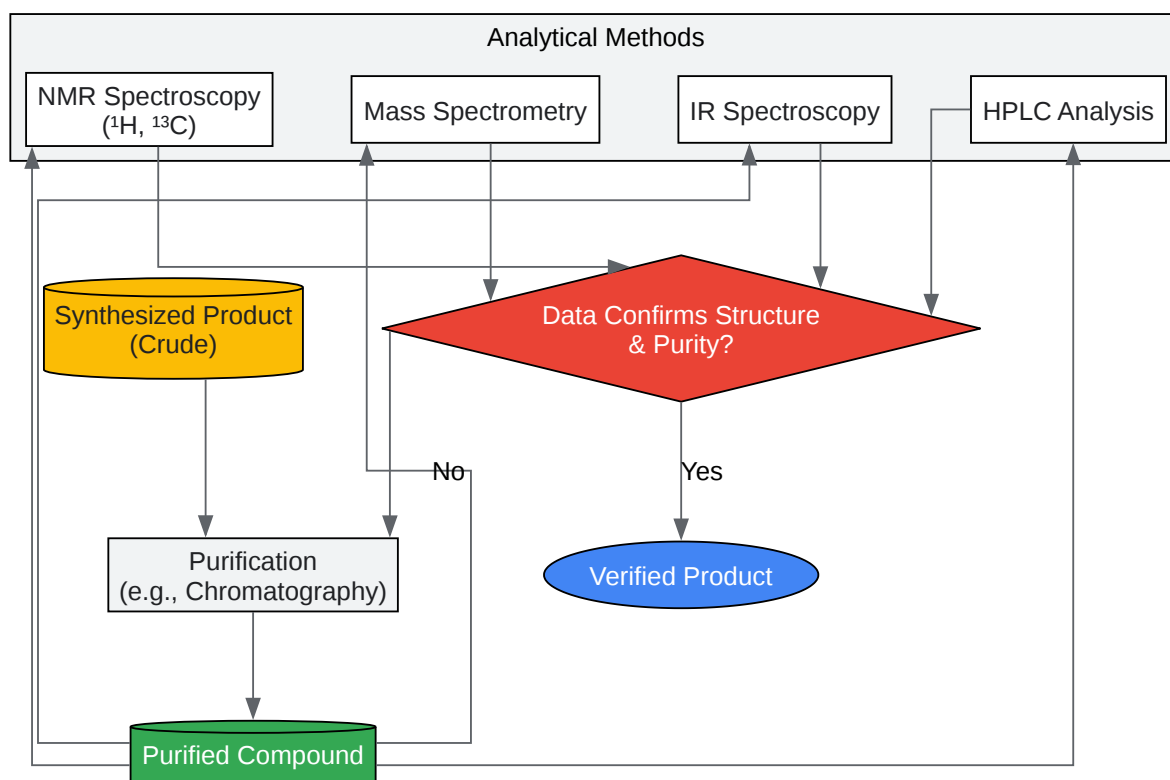 Analytical Methods
NMR Spectroscopy
(¹H, ¹³C)
Mass Spectrometry
IR Spectroscopy
HPLC Analysis
Synthesized Product
(Crude)
Data Confirms Structure
& Purity?
No
Yes
Purification
(e.g., Chromatography)
Verified Product
Purified Compound